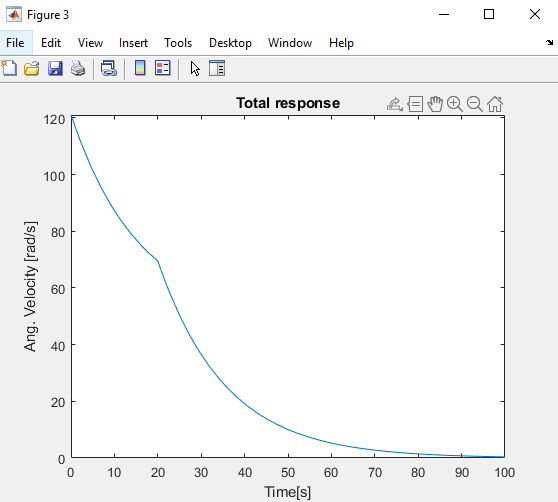 Figure 3
File Edit View Insert Tools Desktop Window Help
Total response
120
100
80
60
40
20
0
Ang. Velocity [rad/s]
0 10 20 30 40 50 60 70 80 90 100
Time[s]